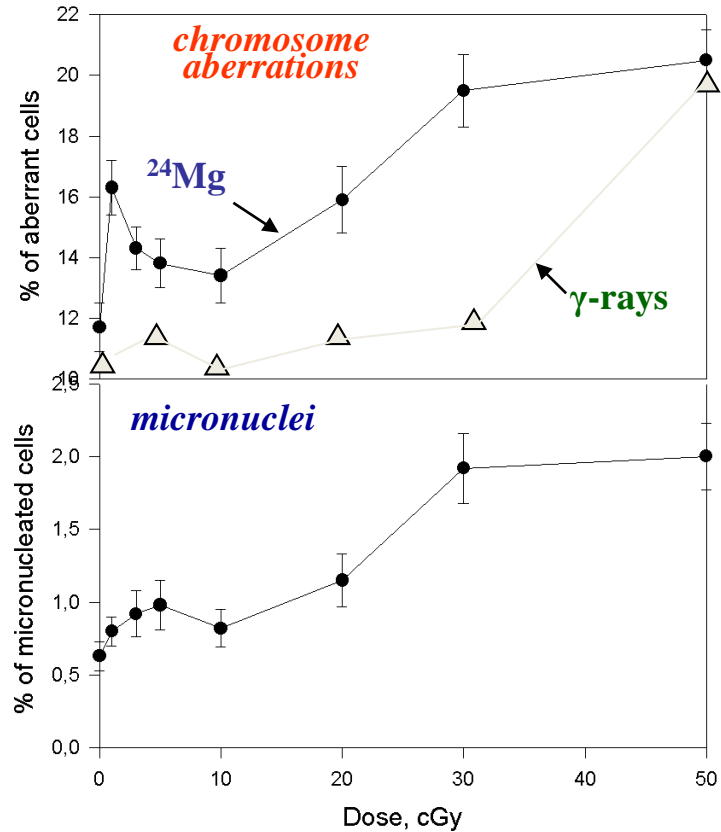 chromosome
aberrations
% of aberrant cells
22
20
18
16
14
12
10
²⁴Mg
γ-rays
micronuclei
% of micronucleated cells
2,5
2,0
1,5
1,0
0,5
0,0
0 10 20 30 40 50
Dose, cGy